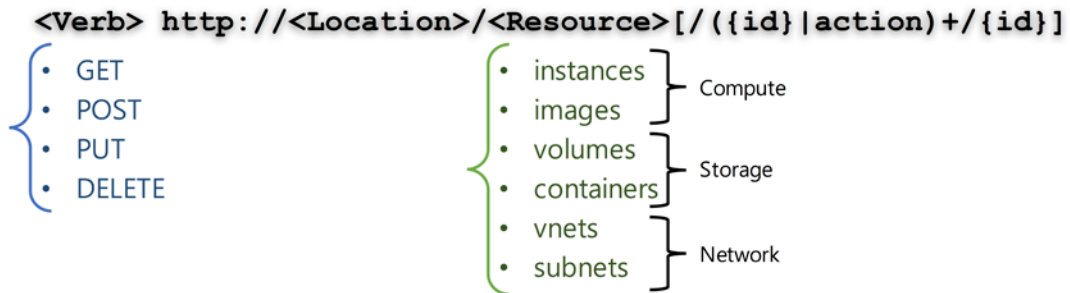 <Verb> http://<Location>/<Resource>[/({id}|action)+/{id}]
• GET
• POST
• PUT
• DELETE
• instances
• images
• volumes
• containers
• vnets
• subnets
Compute
Storage
Network